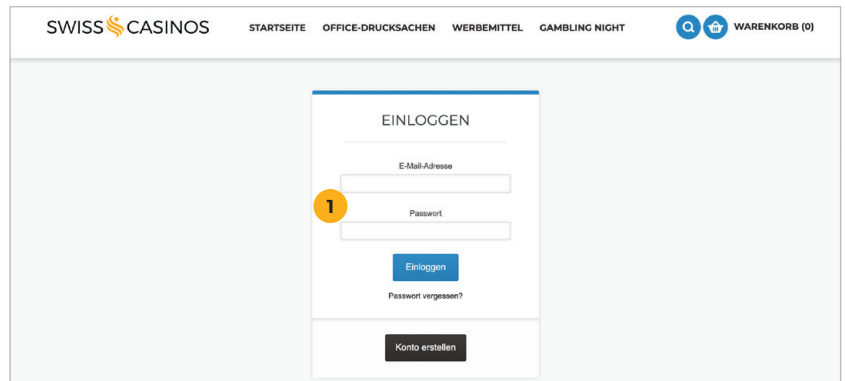 SWISS CASINOS STARTSEITE OFFICE-DRUCKSACHEN WERBEMITTEL GAMBLING NIGHT WARENKORB (0)
EINLOGGEN
E-Mail-Adresse
1
Passwort
Einloggen
Passwort vergessen?
Konto erstellen